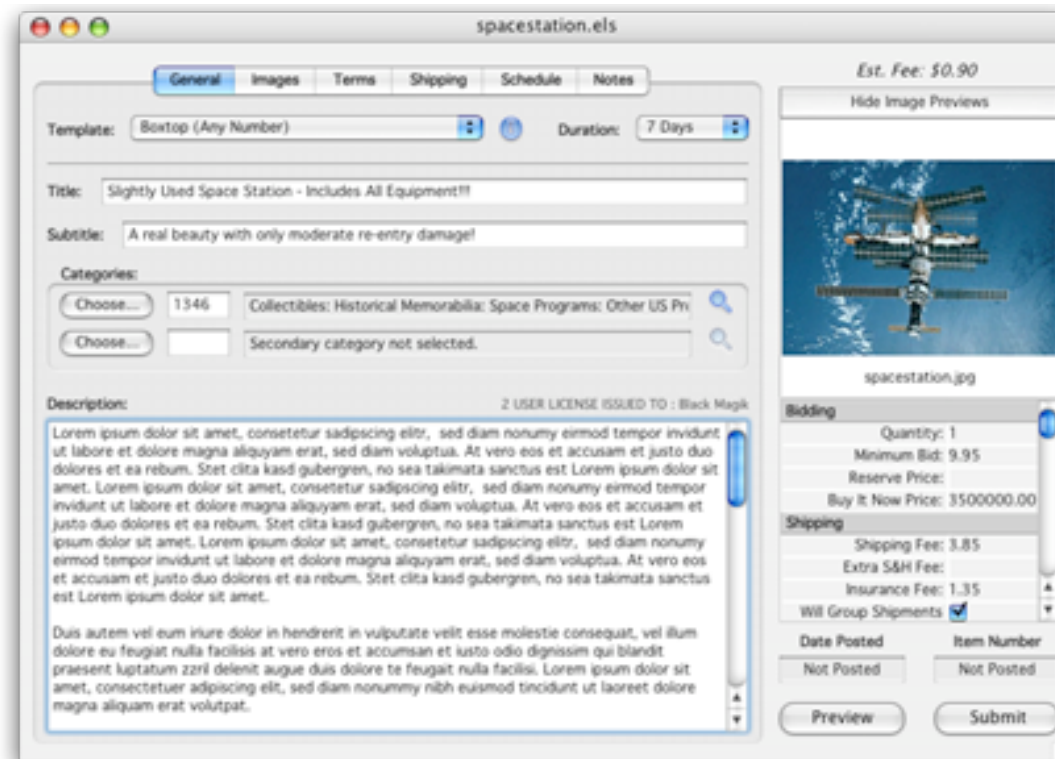 spacestation.els
General Images Terms Shipping Schedule Notes
Template: Boxtop (Any Number) Duration: 7 Days
Title: Slightly Used Space Station - Includes All Equipment!!!
Subtitle: A real beauty with only moderate re-entry damage!
Categories:
Choose... 1346 Collectibles: Historical Memorabilia: Space Programs: Other US Pr
Choose... Secondary category not selected.
Description: 2 USER LICENSE ISSUED TO : Black Magik
Lorem ipsum dolor sit amet, consetetur sadipscing elitr, sed diam nonumy eirmod tempor invidunt
ut labore et dolore magna aliquyam erat, sed diam voluptua. At vero eos et accusam et justo duo
dolores et ea rebum. Stet clita kasd gubergren, no sea takimata sanctus est Lorem ipsum dolor sit
amet. Lorem ipsum dolor sit amet, consetetur sadipscing elitr, sed diam nonumy eirmod tempor
invidunt ut labore et dolore magna aliquyam erat, sed diam voluptua. At vero eos et accusam et
justo duo dolores et ea rebum. Stet clita kasd gubergren, no sea takimata sanctus est Lorem
ipsum dolor sit amet. Lorem ipsum dolor sit amet, consetetur sadipscing elitr, sed diam nonumy
eirmod tempor invidunt ut labore et dolore magna aliquyam erat, sed diam voluptua. At vero eos
et accusam et justo duo dolores et ea rebum. Stet clita kasd gubergren, no sea takimata sanctus
est Lorem ipsum dolor sit amet.
Duis autem vel eum iriure dolor in hendrerit in vulputate velit esse molestie consequat, vel illum
dolore eu feugiat nulla facilisis at vero eros et accumsan et iusto odio dignissim qui blandit
praesent luptatum zzril delenit augue duis dolore te feugait nulla facilisi. Lorem ipsum dolor sit
amet, consectetuer adipiscing elit, sed diam nonummy nibh euismod tincidunt ut laoreet dolore
magna aliquam erat volutpat.
Est. Fee: $0.90
Hide Image Previews
spacestation.jpg
Bidding
Quantity: 1
Minimum Bid: 9.95
Reserve Price:
Buy It Now Price: 3500000.00
Shipping
Shipping Fee: 3.85
Extra S&H Fee:
Insurance Fee: 1.35
Will Group Shipments
Date Posted Item Number
Not Posted Not Posted
Preview Submit